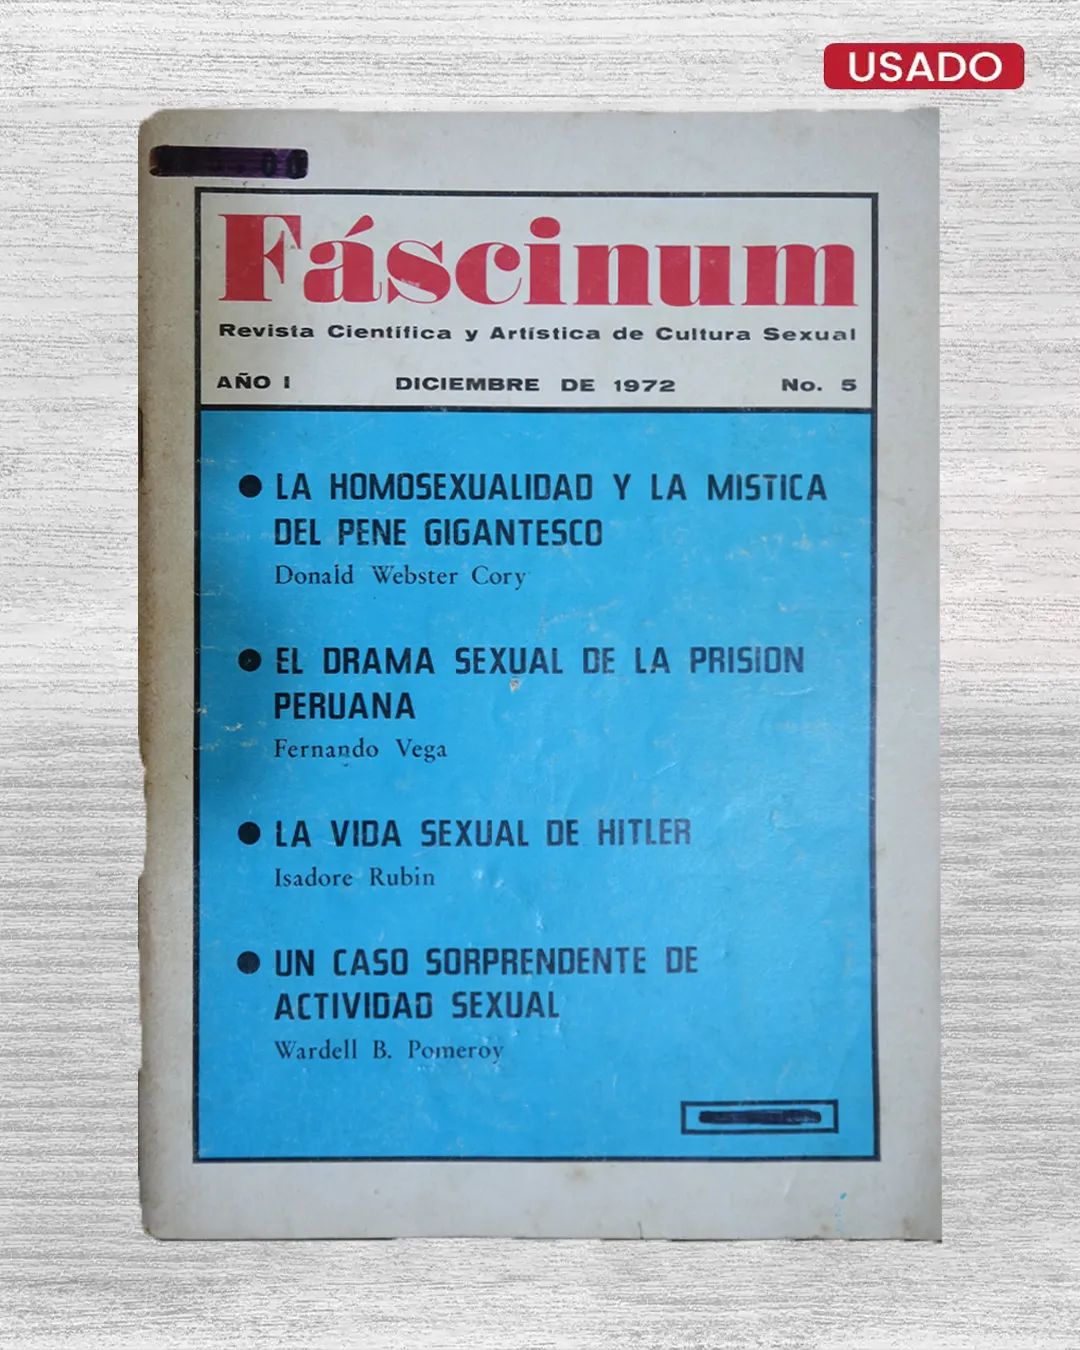 USADO
Fáscinum
Revista Científica y Artística de Cultura Sexual
AÑO I DICIEMBRE DE 1972 No. 5
● LA HOMOSEXUALIDAD Y LA MISTICA
DEL PENE GIGANTESCO
Donald Webster Cory
● EL DRAMA SEXUAL DE LA PRISION
PERUANA
Fernando Vega
● LA VIDA SEXUAL DE HITLER
Isadore Rubin
● UN CASO SORPRENDENTE DE
ACTIVIDAD SEXUAL
Wardell B. Pomeroy